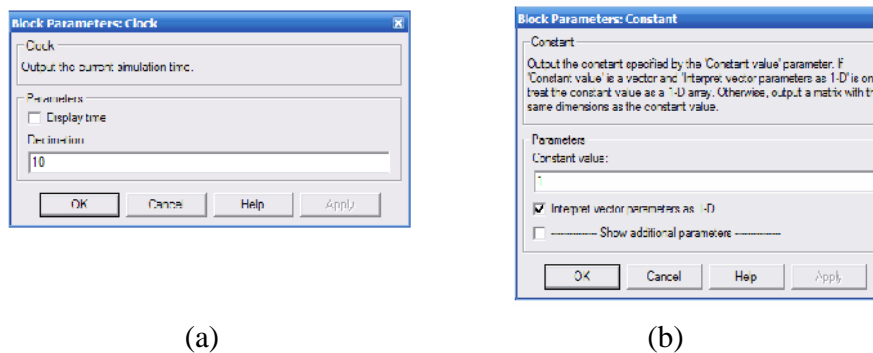 Block Parameters: Clock
Clock
Output the current simulation time.
Parameters
Display time
Decimation
10
OK Cancel Help Apply
(a)
Block Parameters: Constant
Constant
Output the constant specified by the 'Constant value' parameter. If
'Constant value' is a vector and 'Interpret vector parameters as 1-D' is on
treat the constant value as a 1-D array. Otherwise, output a matrix with th
same dimensions as the constant value.
Parameters
Constant value:
1
Interpret vector parameters as 1-D
Show additional parameters
OK Cancel Help Apply
(b)